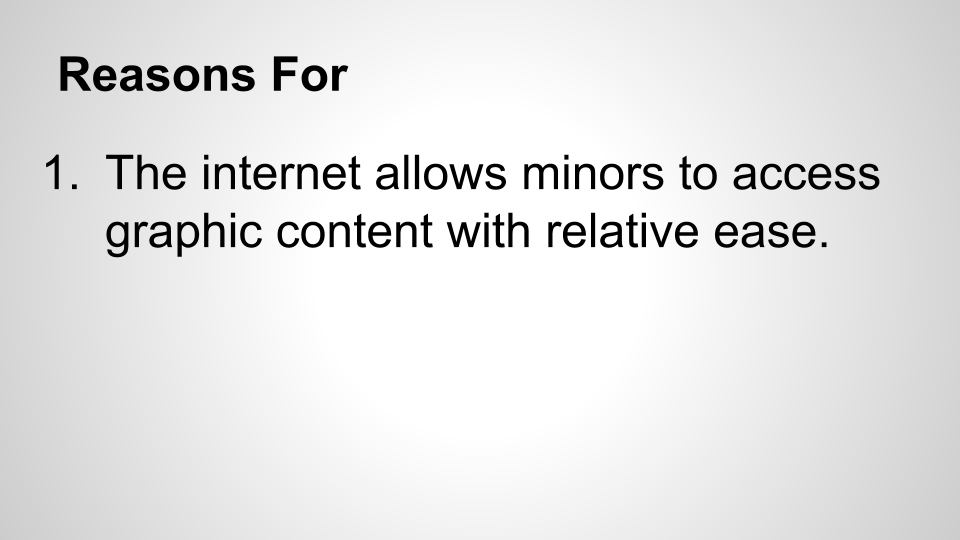 Reasons For
1. The internet allows minors to access
graphic content with relative ease.